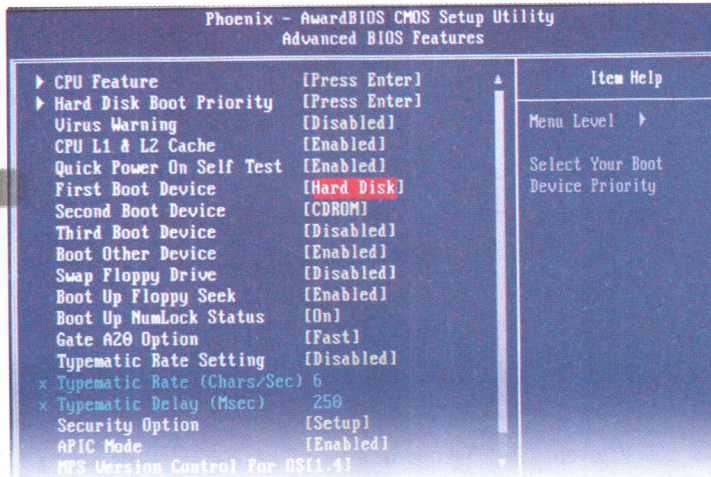 Phoenix - AwardBIOS CMOS Setup Utility
Advanced BIOS Features
CPU Feature [Press Enter]
Hard Disk Boot Priority [Press Enter]
Virus Warning [Disabled]
CPU L1 & L2 Cache [Enabled]
Quick Power On Self Test [Enabled]
First Boot Device [Hard Disk]
Second Boot Device [CDROM]
Third Boot Device [Disabled]
Boot Other Device [Enabled]
Swap Floppy Drive [Disabled]
Boot Up Floppy Seek [Enabled]
Boot Up NumLock Status [On]
Gate A20 Option [Fast]
Typematic Rate Setting [Disabled]
x Typematic Rate (Chars/Sec) 6
x Typematic Delay (Msec) 250
Security Option [Setup]
APIC Mode [Enabled]
MPS Version Control For OS[1.4]
Item Help
Menu Level
Select Your Boot
Device Priority